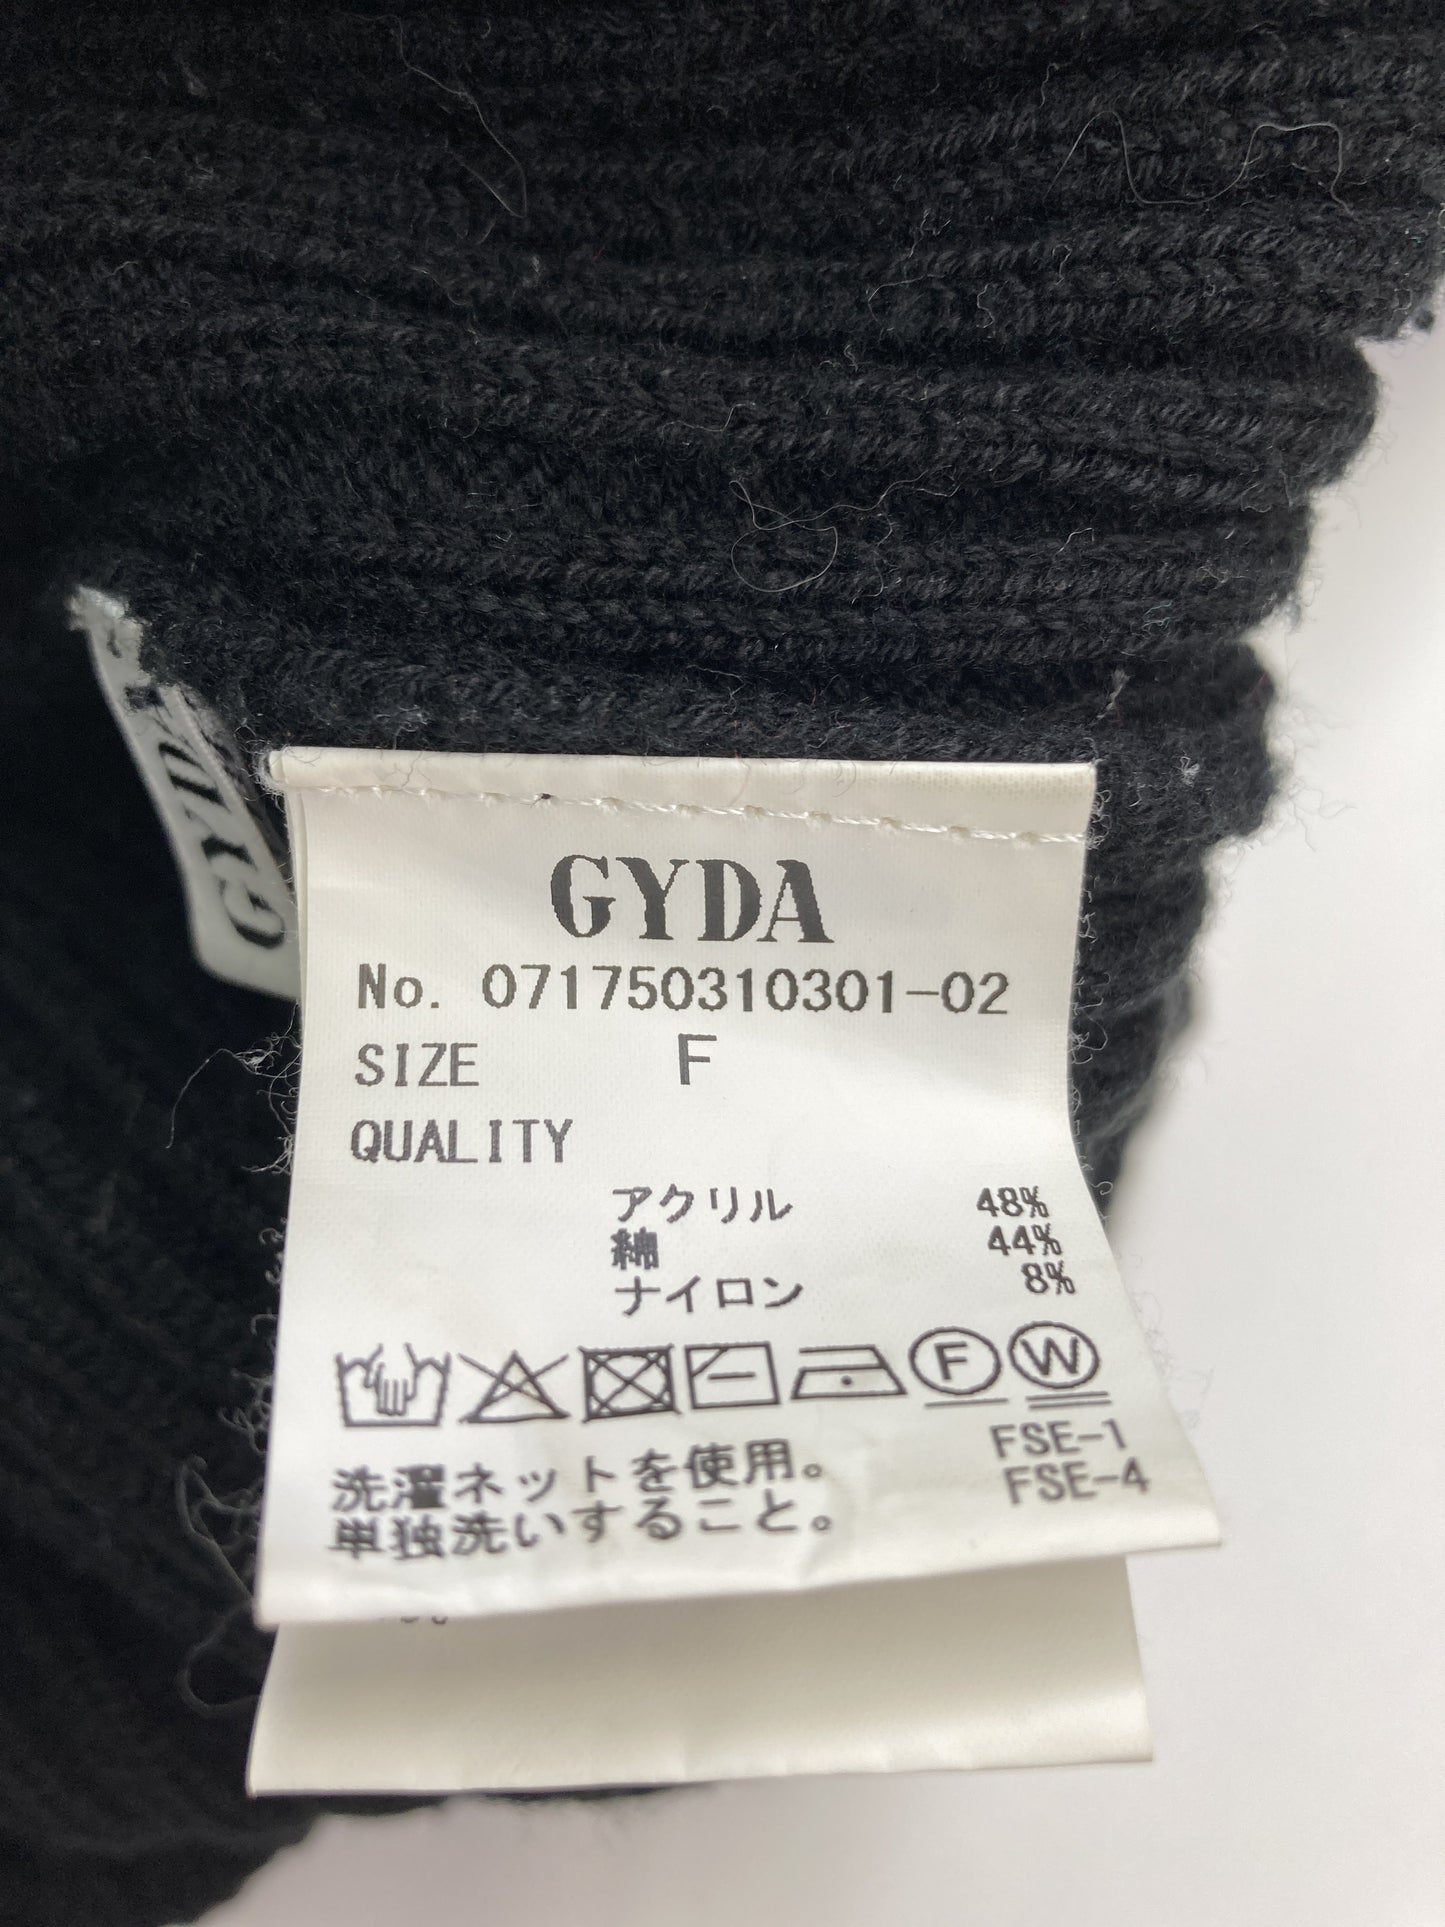 GYDA
GYDA
No. 071750310301-02
SIZE F
QUALITY
アクリル 48%
綿 44%
ナイロン 8%
F W
FSE-1
FSE-4
洗濯ネットを使用。
単独洗いすること。